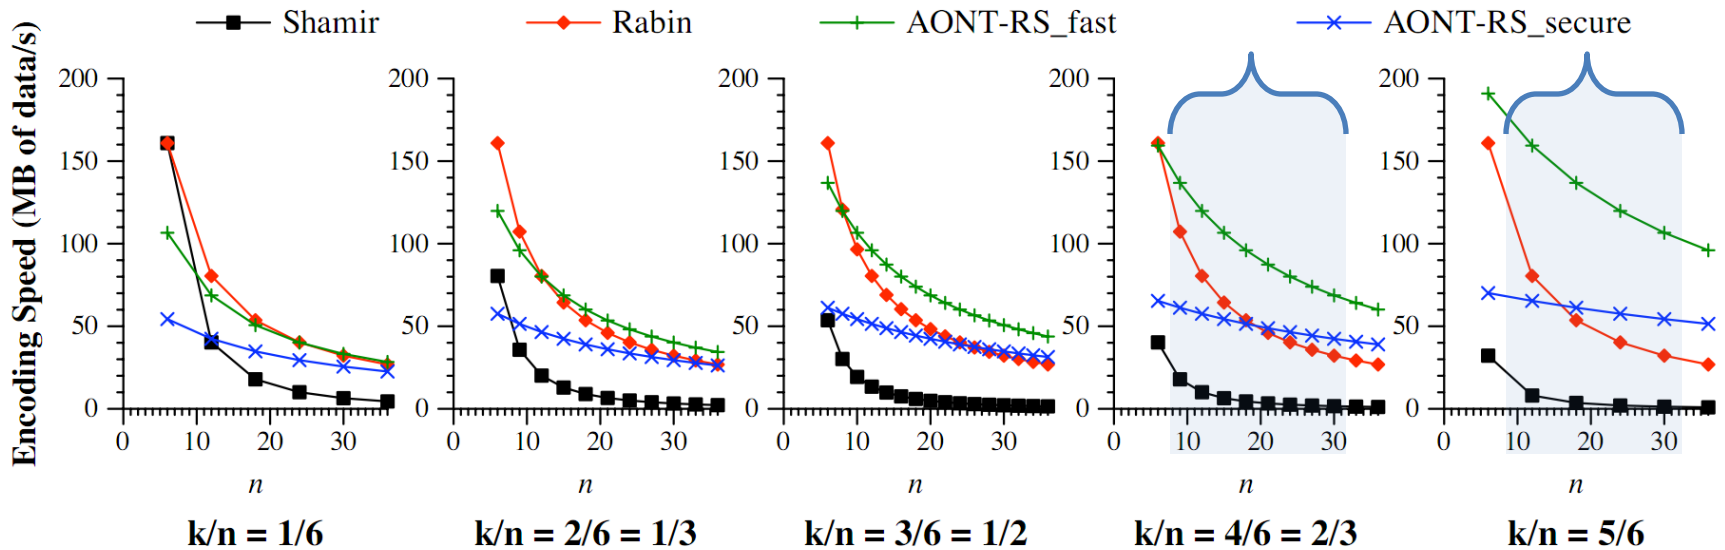 Shamir Rabin AONT-RS_fast AONT-RS_secure
Encoding Speed (MB of data/s)
200 200 200 200 200
150 150 150 150 150
100 100 100 100 100
50 50 50 50 50
0 0 0 0 0
0 10 20 30 0 10 20 30 0 10 20 30 0 10 20 30 0 10 20 30
n n n n n
k/n = 1/6 k/n = 2/6 = 1/3 k/n = 3/6 = 1/2 k/n = 4/6 = 2/3 k/n = 5/6